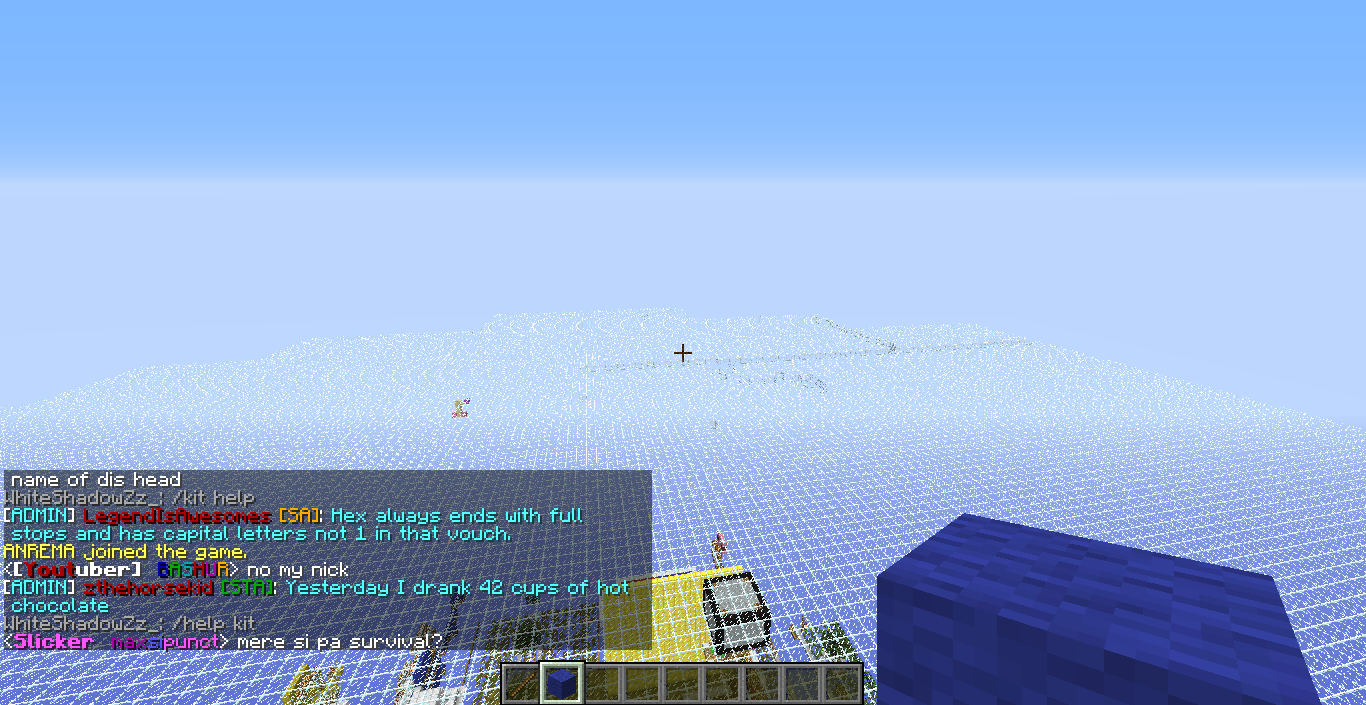 name of dis head
WhiteShadowZz_: /kit help
[ADMIN] LegendIsAwesomes [SA]: Hex always ends with full
stops and has capital letters not 1 in that vouch.
ANREMA joined the game.
<[Youtuber] BASHUR> no my nick
[ADMIN] zthehorsekid [STA]: Yesterday I drank 42 cups of hot
chocolate
WhiteShadowZz_: /help kit
<Slicker maxsipunct> mere si pa survival?